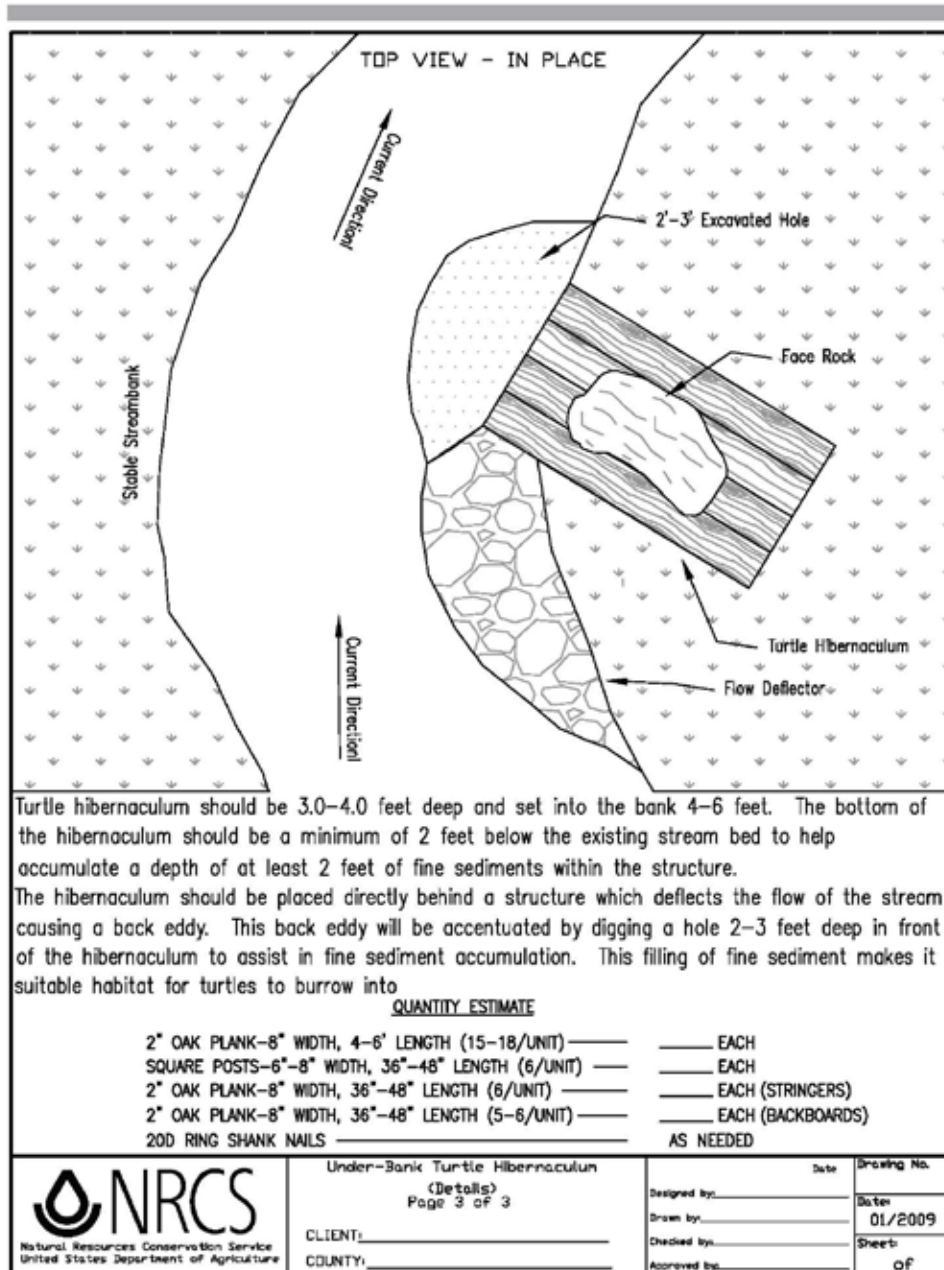 TOP VIEW - IN PLACE
Current Direction
2'-3' Excavated Hole
Face Rock
Stable Streambank
Turtle Hibernaculum
Flow Deflector
Current Direction
Turtle hibernaculum should be 3.0-4.0 feet deep and set into the bank 4-6 feet. The bottom of
the hibernaculum should be a minimum of 2 feet below the existing stream bed to help
accumulate a depth of at least 2 feet of fine sediments within the structure.
The hibernaculum should be placed directly behind a structure which deflects the flow of the stream
causing a back eddy. This back eddy will be accentuated by digging a hole 2-3 feet deep in front
of the hibernaculum to assist in fine sediment accumulation. This filling of fine sediment makes it
suitable habitat for turtles to burrow into
QUANTITY ESTIMATE
2" OAK PLANK-8" WIDTH, 4-6' LENGTH (15-18/UNIT) EACH
SQUARE POSTS-6"-8" WIDTH, 36"-48" LENGTH (6/UNIT) EACH
2" OAK PLANK-8" WIDTH, 36"-48" LENGTH (6/UNIT) EACH (STRINGERS)
2" OAK PLANK-8" WIDTH, 36"-48" LENGTH (5-6/UNIT) EACH (BACKBOARDS)
20D RING SHANK NAILS AS NEEDED
NRCS
Natural Resources Conservation Service
United States Department of Agriculture
Under-Bank Turtle Hibernaculum
(Details)
Page 3 of 3
CLIENT:
COUNTY:
Date
Designed by:
Drawn by:
Checked by:
Approved by:
Drawing No.
Date:
01/2009
Sheet:
of